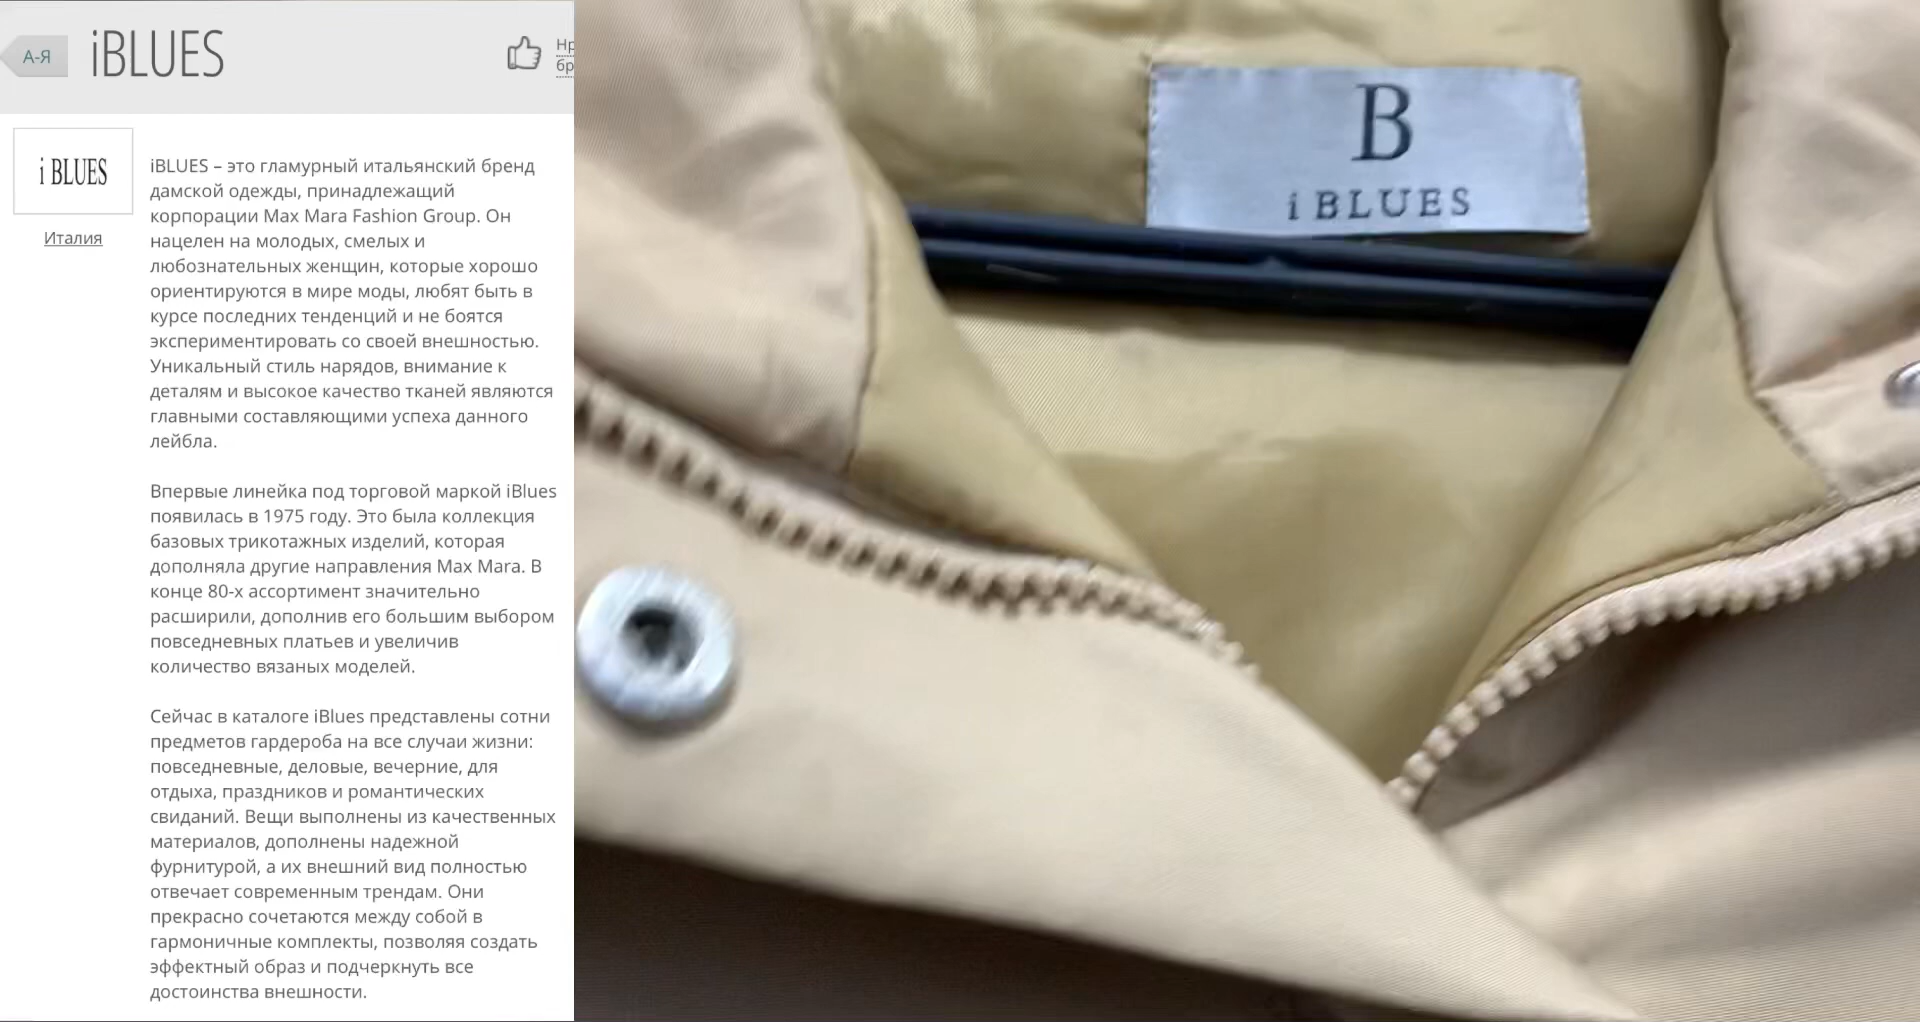 А-Я
iBLUES
Нр
бр
i BLUES
Италия
iBLUES – это гламурный итальянский бренд
дамской одежды, принадлежащий
корпорации Max Mara Fashion Group. Он
нацелен на молодых, смелых и
любознательных женщин, которые хорошо
ориентируются в мире моды, любят быть в
курсе последних тенденций и не боятся
экспериментировать со своей внешностью.
Уникальный стиль нарядов, внимание к
деталям и высокое качество тканей являются
главными составляющими успеха данного
лейбла.
Впервые линейка под торговой маркой iBlues
появилась в 1975 году. Это была коллекция
базовых трикотажных изделий, которая
дополняла другие направления Max Mara. В
конце 80-х ассортимент значительно
расширили, дополнив его большим выбором
повседневных платьев и увеличив
количество вязаных моделей.
Сейчас в каталоге iBlues представлены сотни
предметов гардероба на все случаи жизни:
повседневные, деловые, вечерние, для
отдыха, праздников и романтических
свиданий. Вещи выполнены из качественных
материалов, дополнены надежной
фурнитурой, а их внешний вид полностью
отвечает современным трендам. Они
прекрасно сочетаются между собой в
гармоничные комплекты, позволяя создать
эффектный образ и подчеркнуть все
достоинства внешности.
B
i BLUES